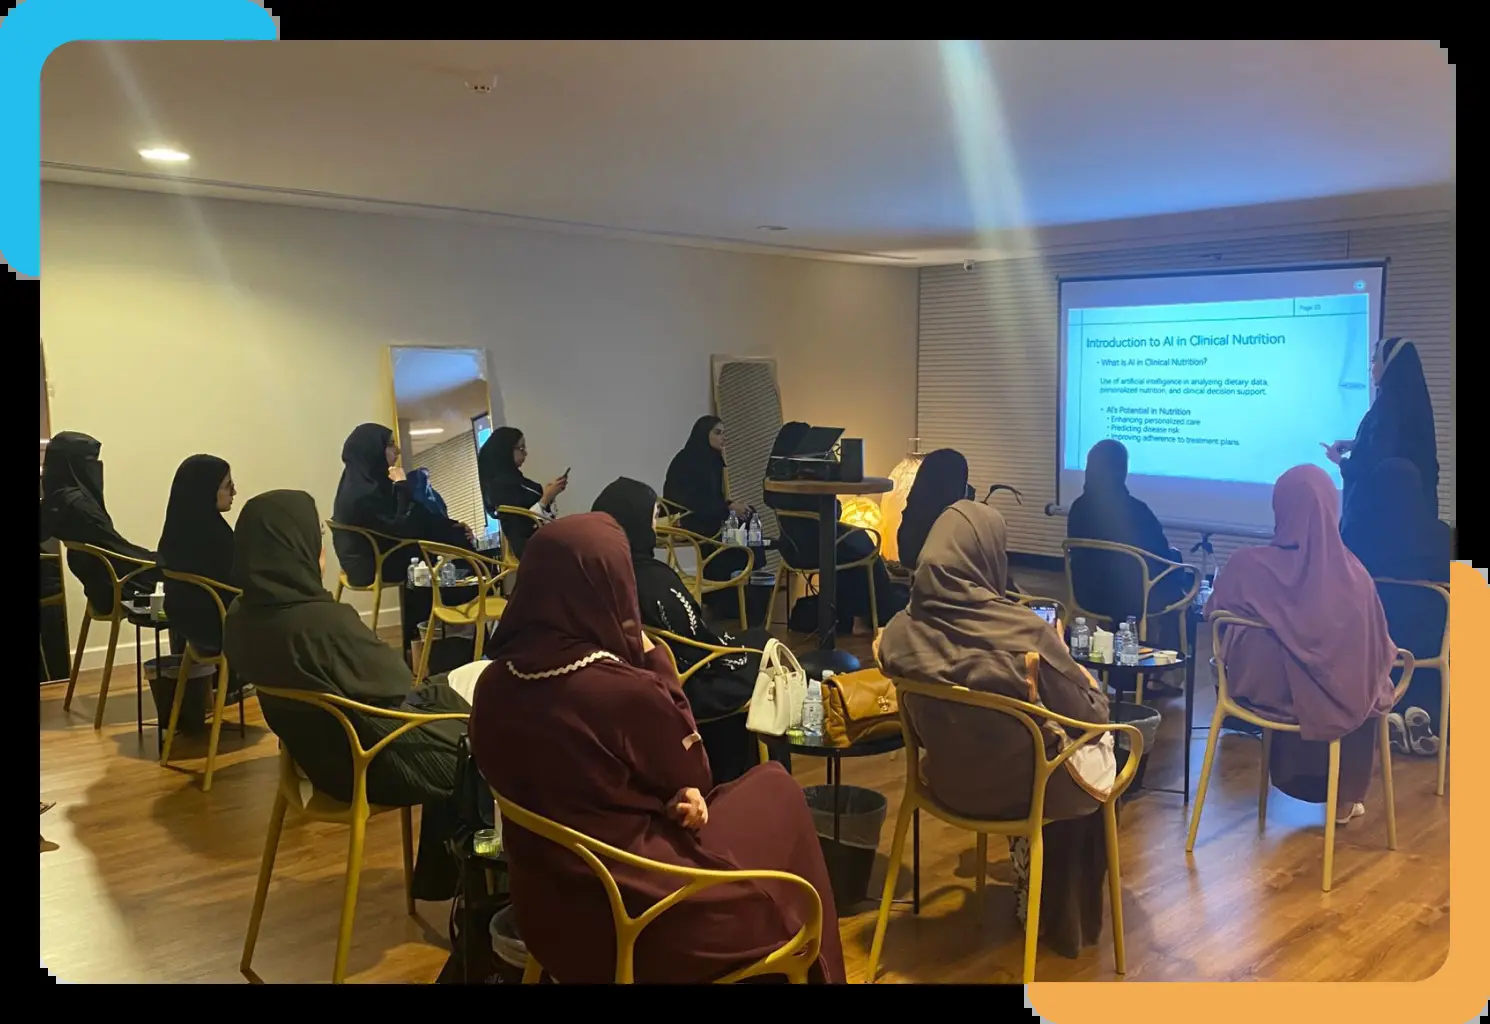 Page 03
Introduction to AI in Clinical Nutrition
• What is AI in Clinical Nutrition?
Use of artificial intelligence in analyzing dietary data,
personalized nutrition, and clinical decision support.
• AI's Potential in Nutrition
• Enhancing personalized care
• Predicting disease risk
• Improving adherence to treatment plans